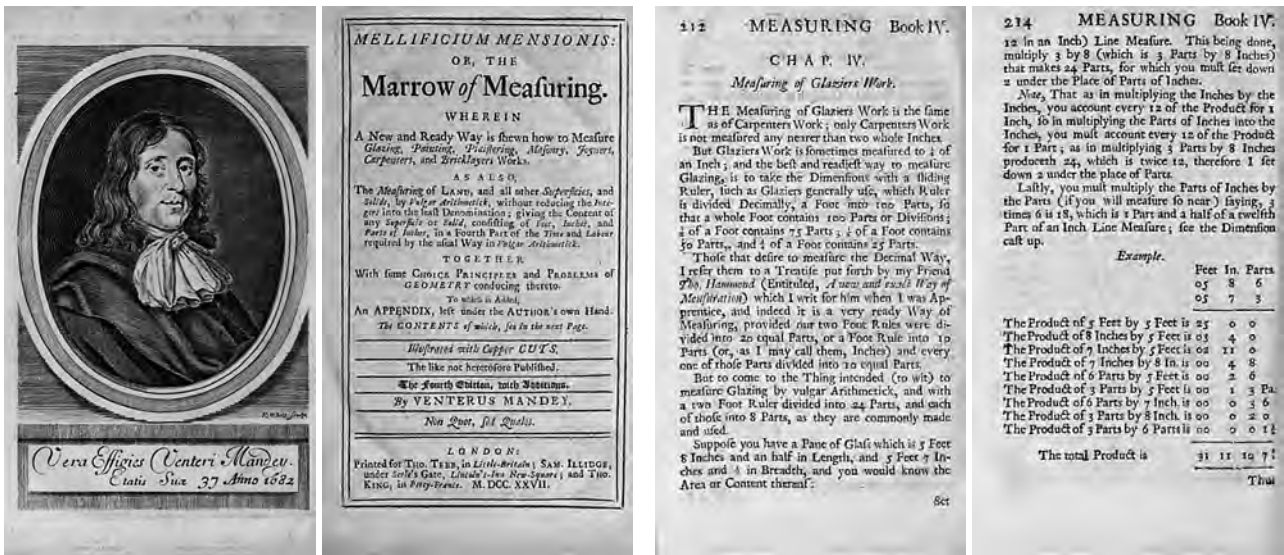 Vera Effigies Venteri Mandey.
Etatis Suæ 37 Anno 1682
MELLIFICIUM MENSIONIS:
OR, THE
Marrow of Meaſuring.
WHEREIN
A New and Ready Way is ſhewn how to Meaſure
Glazing, Painting, Plaiſtering, Maſonry, Joyners,
Carpenters, and Bricklayers Works.
AS ALSO,
The Meaſuring of LAND, and all other Superficies, and
Solids, by Vulgar Arithmetick, without reducing the Inte-
gers into the leaſt Denomination; giving the Content of
any Superficies or Solid, conſiſting of Feet, Inches, and
Parts of Inches, in a Fourth Part of the Time and Labour
required by the uſual Way in Vulgar Arithmetick.
TOGETHER
With ſome CHOICE PRINCIPLES and PROBLEMS of
GEOMETRY conducing thereto.
To which is Added,
An APPENDIX, left under the AUTHOR's own Hand.
The CONTENTS of which, ſee in the next Page.
Illuſtrated with Copper CUTS.
The like not heretofore Publiſhed.
The Fourth Edition, with Additions.
By VENTERUS MANDEY.
Non Quot, ſed Qualis.
LONDON:
Printed for THO. TEBB, in Little-Britain; SAM. ILLIDGE,
under Serle's Gate, Lincoln's-Inn New-Square; and THO.
KING, in M. DCC. XXVII.
212 MEASURING Book IV.
CHAP. IV.
Meaſuring of Glaziers Work.
THE Meaſuring of Glaziers Work is the ſame
as of Carpenters Work; only Carpenters Work
is not meaſured any nearer than two whole Inches.
But Glaziers Work is ſometimes meaſured to ¼ of
an Inch; and the beſt and readieſt way to meaſure
Glazing, is to take the Dimenſions with a ſliding
Ruler, ſuch as Glaziers generally uſe, which Ruler
is divided Decimally, a Foot into 100 Parts, ſo
that a whole Foot contains 100 Parts or Diviſions;
¾ of a Foot contains 75 Parts; ½ of a Foot contains
50 Parts,, and ¼ of a Foot contains 25 Parts.
Thoſe that deſire to meaſure the Decimal Way,
I refer them to a Treatiſe put forth by my Friend
Tho. Hammond (Entituled, A new and exact Way of
Menſuration) which I writ for him when I was Ap-
prentice, and indeed it is a very ready Way of
Meaſuring, provided our two Foot Rules were di-
vided into 20 equal Parts, or a Foot Rule into 10
Parts (or, as I may call them, Inches) and every
one of thoſe Parts divided into 10 equal Parts.
But to come to the Thing intended (to wit) to
meaſure Glazing by vulgar Arithmetick, and with
a two Foot Ruler divided into 24 Parts, and each
of thoſe into 8 Parts, as they are commonly made
and uſed.
Suppoſe you have a Pane of Glaſs which is 5 Feet
8 Inches and an half in Length, and 5 Feet 7 In-
ches and ¼ in Breadth, and you would know the
Area or Content thereof:
&ct
214 MEASURING Book IV.
12 in an Inch) Line Meaſure. This being done,
multiply 3 by 8 (which is 3 Parts by 8 Inches)
that makes 24 Parts, for which you muſt ſet down
2 under the Place of Parts of Inches.
Note, That as in multiplying the Inches by the
Inches, you account every 12 of the Product for 1
Inch, ſo in multiplying the Parts of Inches into the
Inches, you muſt account every 12 of the Product
for 1 Part; as in multiplying 3 Parts by 8 Inches
produceth 24, which is twice 12, therefore I ſet
down 2 under the place of Parts.
Laſtly, you muſt multiply the Parts of Inches by
the Parts (if you will meaſure ſo near) ſaying, 3
times 6 is 18, which is 1 Part and a half of a twelfth
Part of an Inch Line Meaſure; ſee the Dimenſion
caſt up.
Example.
Feet In. Parts
05 8 6
05 7 3
The Product of 5 Feet by 5 Feet is 25 0 0
The Product of 8 Inches by 5 Feet is 03 4 0
The Product of 7 Inches by 5 Feet is 02 11 0
The Product of 7 Inches by 8 In. is 00 4 8
The Product of 6 Parts by 5 Feet is 00 2 6
The Product of 3 Parts by 5 Feet is 00 1 3 Pa.
The Product of 6 Parts by 7 Inch. is 00 0 3 6
The Product of 3 Parts by 8 Inch. is 00 0 2 0
The Product of 3 Parts by 6 Parts is 00 0 0 1½
The total Product is 31 11 10 7½
Thus